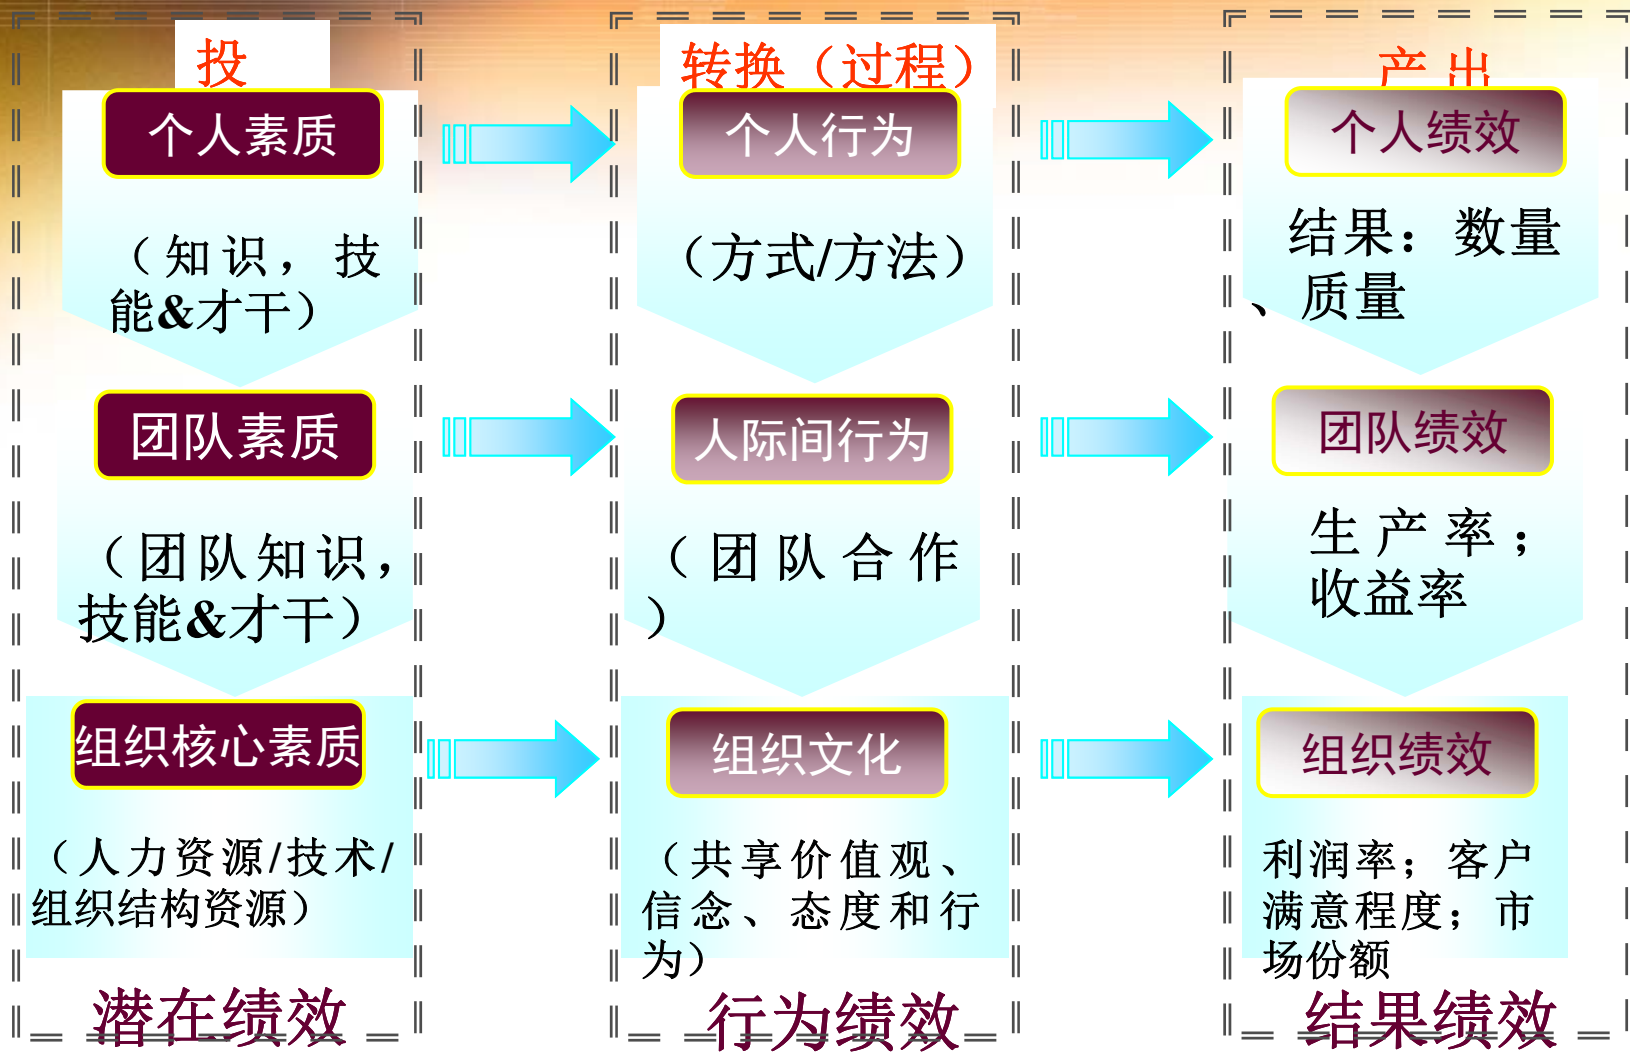 投
个人素质
（知识，技
能&才干）
团队素质
（团队知识，
技能&才干）
组织核心素质
（人力资源/技术/
组织结构资源）
潜在绩效
转换（过程）
个人行为
（方式/方法）
人际间行为
（团队合作
）
组织文化
（共享价值观、
信念、态度和行
为）
行为绩效
产出
个人绩效
结果：数量
、质量
团队绩效
生产率；
收益率
组织绩效
利润率；客户
满意程度；市
场份额
结果绩效